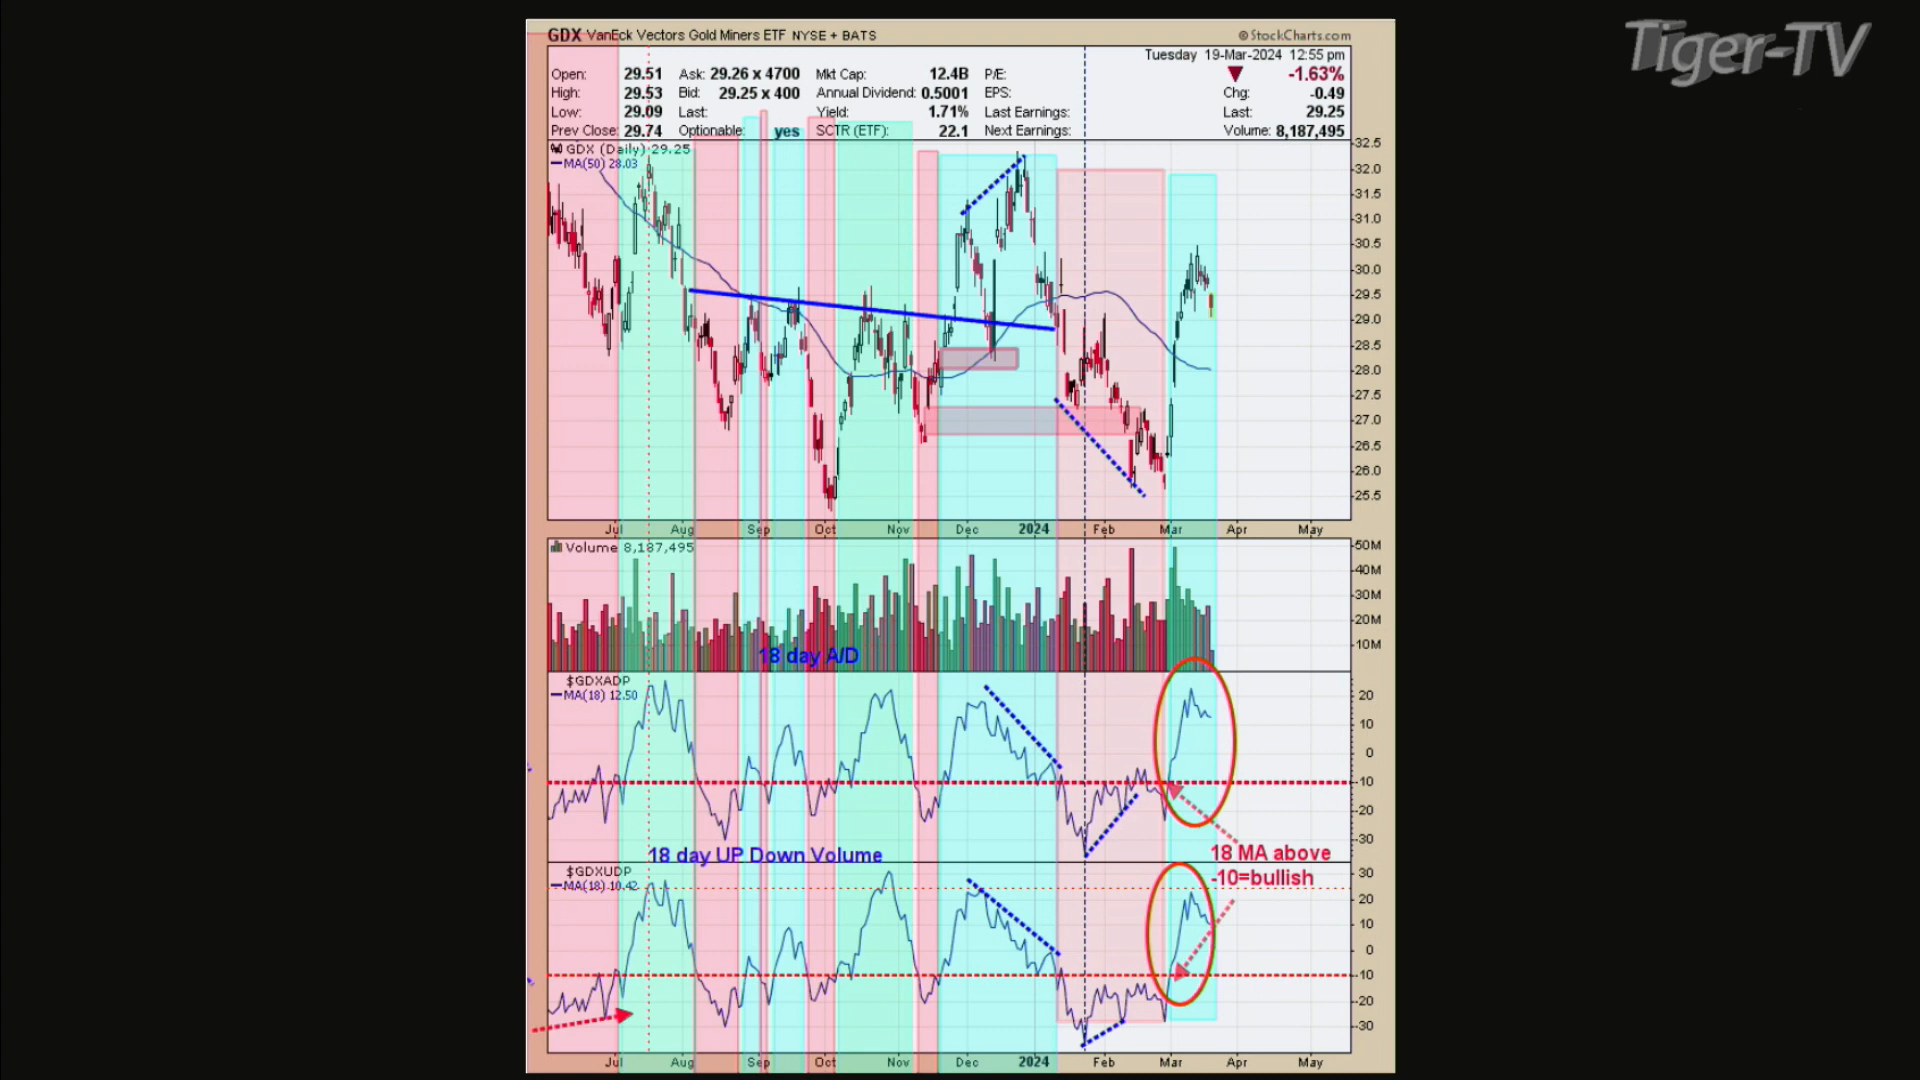 Tiger-TV
GDX VanEck Vectors Gold Miners ETF NYSE + BATS
@StockCharts.com
Tuesday 19-Mar-2024 12:55 pm
Open: 29.51 Ask: 29.26 x 4700 Mkt Cap: 12.4B P/E: ▼ -1.63%
High: 29.53 Bid: 29.25 x 400 Annual Dividend: 0.5001 EPS: Chg: -0.49
Low: 29.09 Last: Yield: 1.71% Last Earnings: Last: 29.25
Prev Close: 29.74 Optionable: yes SCTR (ETF): 22.1 Next Earnings: Volume: 8,187,495
GDX (Daily) 29.25
MA(50) 28.03
32.5
32.0
31.5
31.0
30.5
30.0
29.5
29.0
28.5
28.0
27.5
27.0
26.5
26.0
25.5
Jul Aug Sep Oct Nov Dec 2024 Feb Mar Apr May
Volume 8,187,495
50M
40M
30M
20M
10M
18 day A/D
$GDXADP
MA(18) 12.50
20
10
0
-10
-20
-30
18 MA above
-10=bullish
18 day UP Down Volume
$GDXUDP
MA(18) 10.42
30
20
10
0
-10
-20
-30
Jul Aug Sep Oct Nov Dec 2024 Feb Mar Apr May